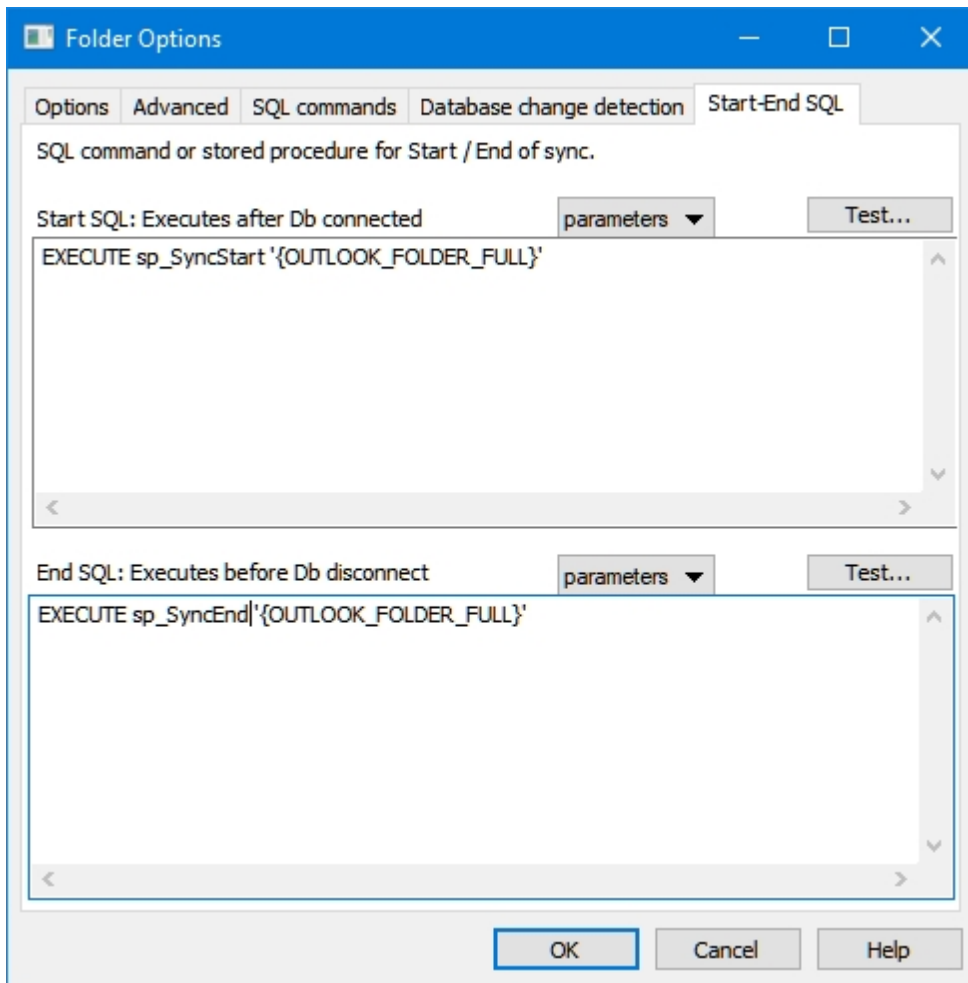 Folder Options
Options Advanced SQL commands Database change detection Start-End SQL
SQL command or stored procedure for Start / End of sync.
Start SQL: Executes after Db connected parameters Test...
EXECUTE sp_SyncStart '{OUTLOOK_FOLDER_FULL}'
End SQL: Executes before Db disconnect parameters Test...
EXECUTE sp_SyncEnd '{OUTLOOK_FOLDER_FULL}'
OK Cancel Help